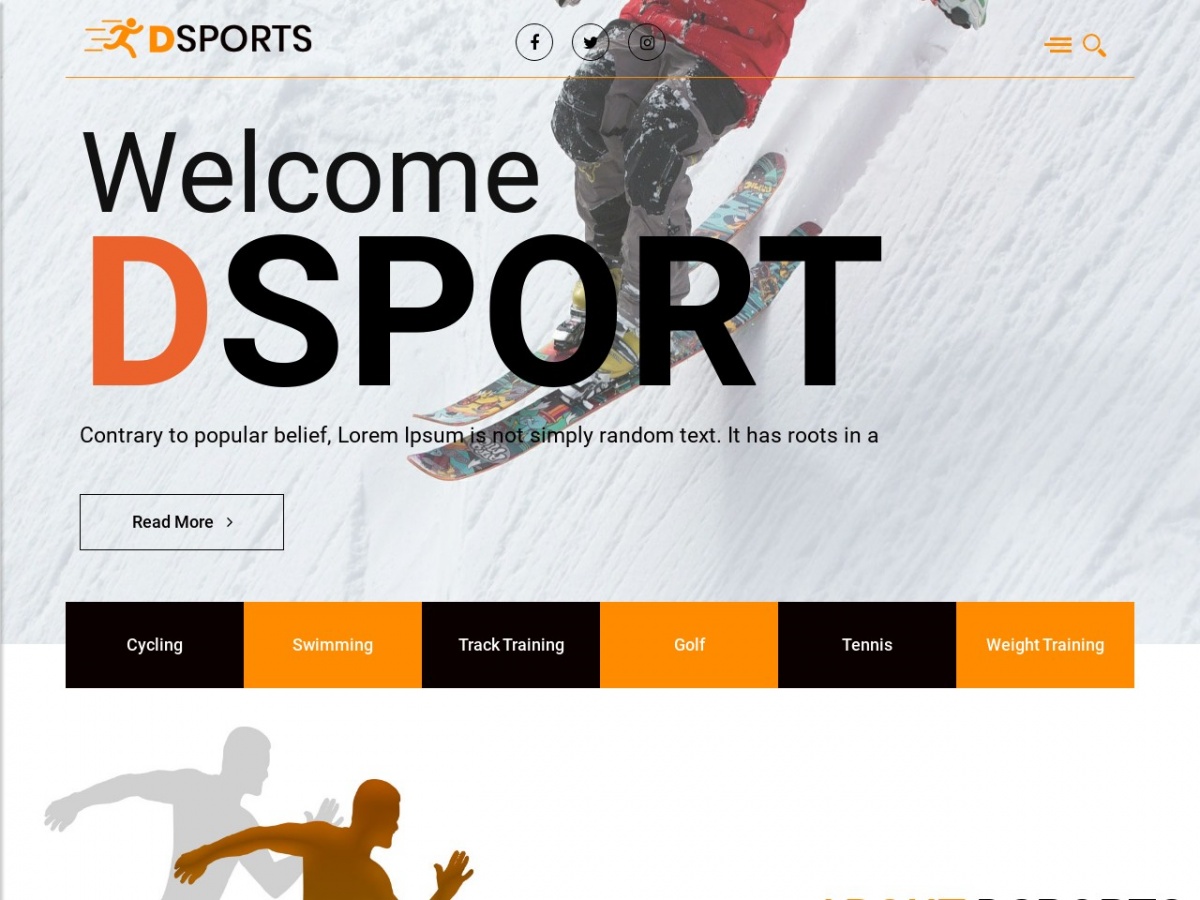 DSPORTS
Welcome
DSPORT
Contrary to popular belief, Lorem Ipsum is not simply random text. It has roots in a
Read More
Cycling
Swimming
Track Training
Golf
Tennis
Weight Training